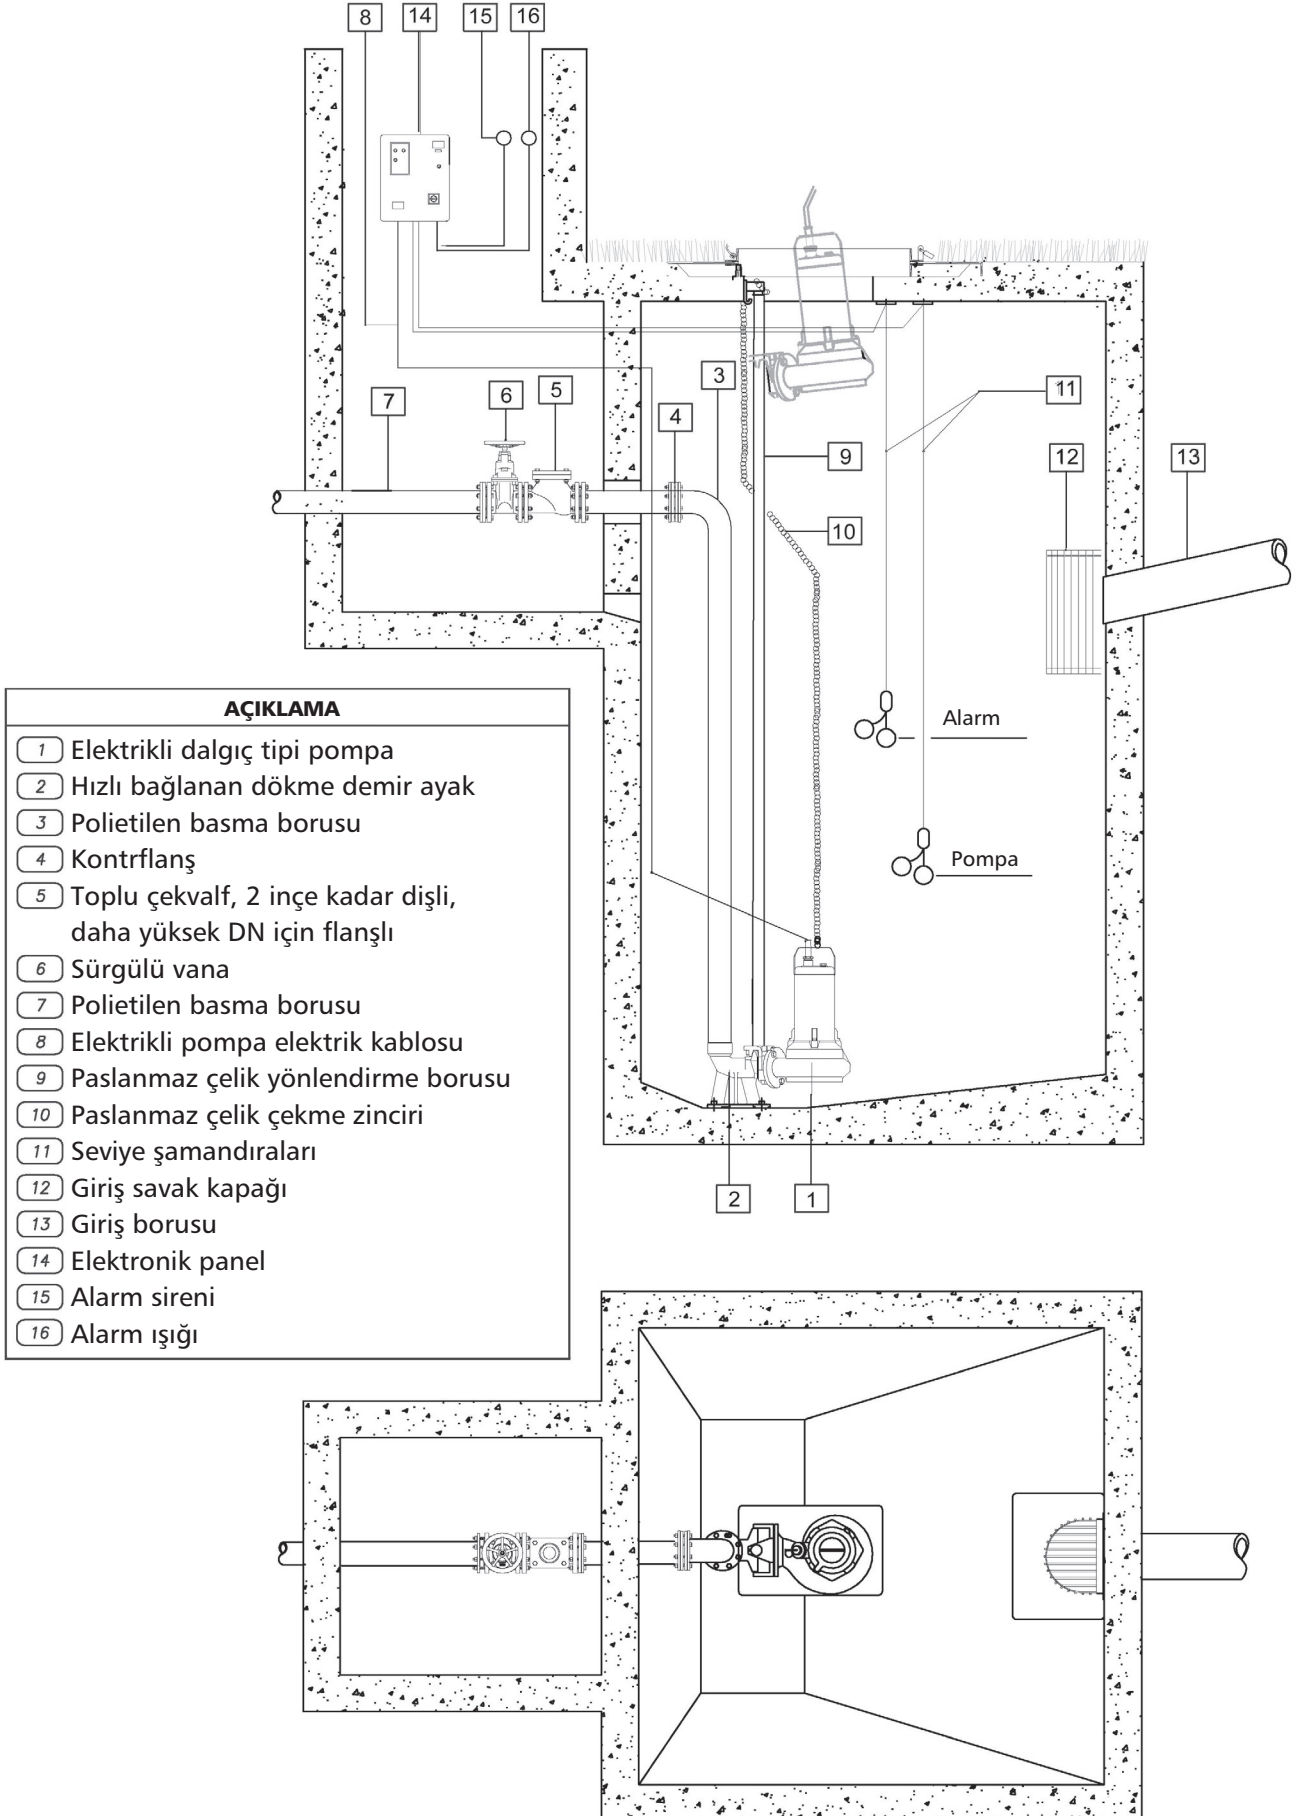 8 14 15 16
3
5
6
7
4
11
9
12 13
10
Alarm
Pompa
2 1
AÇIKLAMA
1 Elektrikli dalgıç tipi pompa
2 Hızlı bağlanan dökme demir ayak
3 Polietilen basma borusu
4 Kontrflanş
5 Toplu çekvalf, 2 inçe kadar dişli,
daha yüksek DN için flanşlı
6 Sürgülü vana
7 Polietilen basma borusu
8 Elektrikli pompa elektrik kablosu
9 Paslanmaz çelik yönlendirme borusu
10 Paslanmaz çelik çekme zinciri
11 Seviye şamandıraları
12 Giriş savak kapağı
13 Giriş borusu
14 Elektronik panel
15 Alarm sireni
16 Alarm ışığı